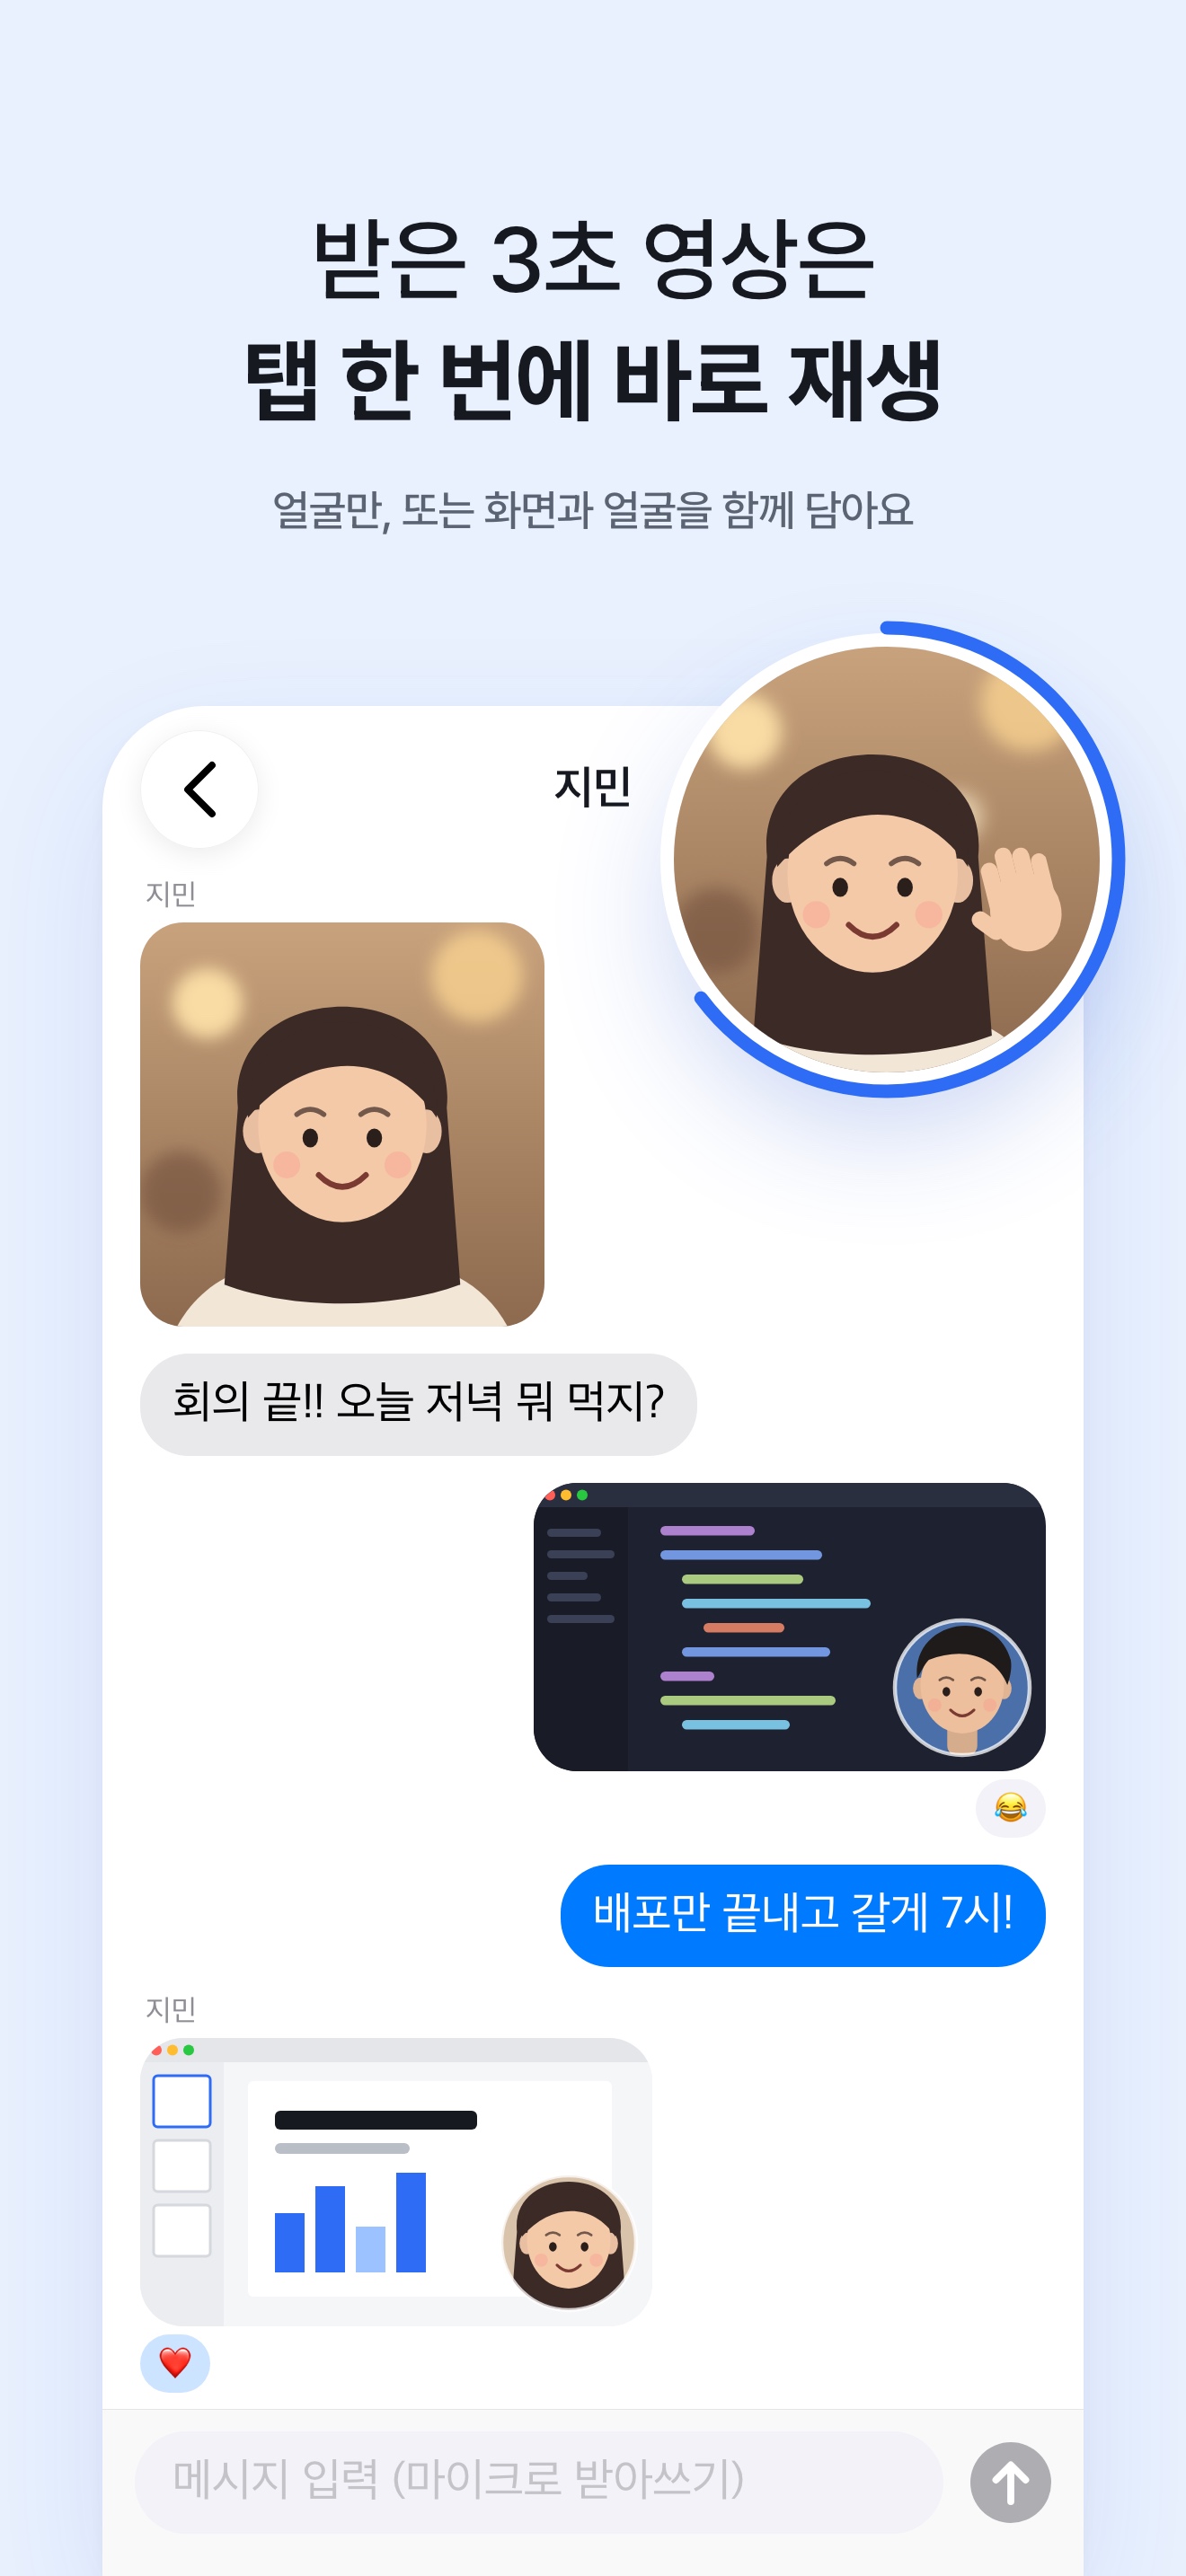 받은 3초 영상은
탭 한 번에 바로 재생
얼굴만, 또는 화면과 얼굴을 함께 담아요
지민
지민
회의 끝!! 오늘 저녁 뭐 먹지?
😂
배포만 끝내고 갈게 7시!
지민
❤️
메시지 입력 (마이크로 받아쓰기)